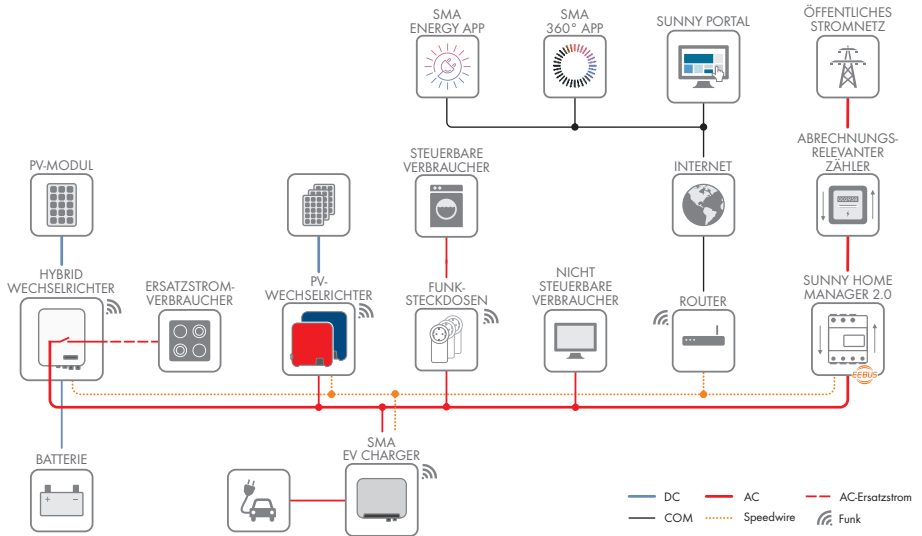 SMA
ENERGY APP
SMA
360° APP
SUNNY PORTAL
ÖFFENTLICHES
STROMNETZ
PV-MODUL
STEUERBARE
VERBRAUCHER
INTERNET
ABRECHNUNGS-
RELEVANTER
ZÄHLER
HYBRID
WECHSELRICHTER
ERSATZSTROM-
VERBRAUCHER
PV-
WECHSELRICHTER
FUNK-
STECKDOSEN
NICHT
STEUERBARE
VERBRAUCHER
ROUTER
SUNNY HOME
MANAGER 2.0
EEBUS
BATTERIE
SMA
EV CHARGER
DC
AC
AC-Ersatzstrom
COM
Speedwire
Funk